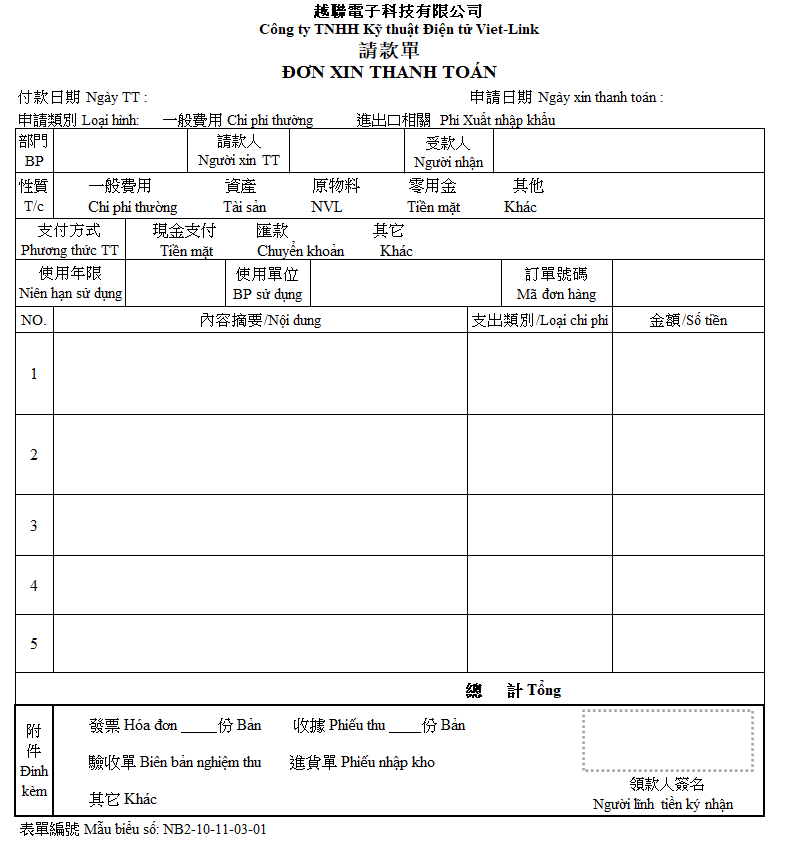 越聯電子科技有限公司
Công ty TNHH Kỹ thuật Điện tử Viet-Link
請款單
ĐƠN XIN THANH TOÁN
付款日期 Ngày TT : 申請日期 Ngày xin thanh toán :
申請類別 Loại hình: 一般費用 Chi phí thường 進出口相關 Phí Xuất nhập khẩu
部門 請款人 受款人
BP Người xin TT Người nhận
性質 一般費用 資產 原物料 零用金 其他
T/c Chi phí thường Tài sản NVL Tiền mặt Khác
支付方式 現金支付 匯款 其它
Phương thức TT Tiền mặt Chuyển khoản Khác
使用年限 使用單位 訂單號碼
Niên hạn sử dụng BP sử dụng Mã đơn hàng
NO. 內容摘要/Nội dung 支出類別/Loại chi phí 金額/Số tiền
1
2
3
4
5
總 計 Tổng
附件 Đính kèm
發票 Hóa đơn ____份 Bản 收據 Phiếu thu ____份 Bản
驗收單 Biên bản nghiệm thu 進貨單 Phiếu nhập kho
其它 Khác
領款人簽名
Người lĩnh tiền ký nhận
表單編號 Mẫu biểu số: NB2-10-11-03-01